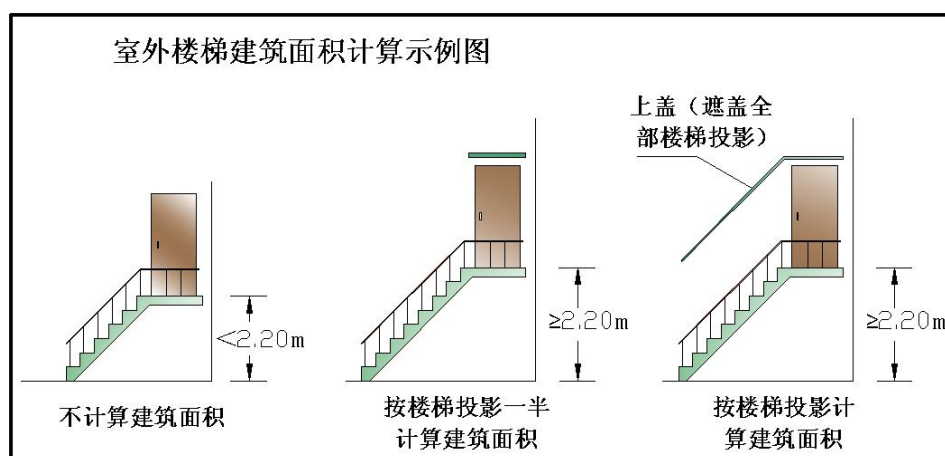 室外楼梯建筑面积计算示例图
上盖（遮盖全
部楼梯投影）
<2.20m
≥2.20m
≥2.20m
不计算建筑面积
按楼梯投影一半
计算建筑面积
按楼梯投影计
算建筑面积